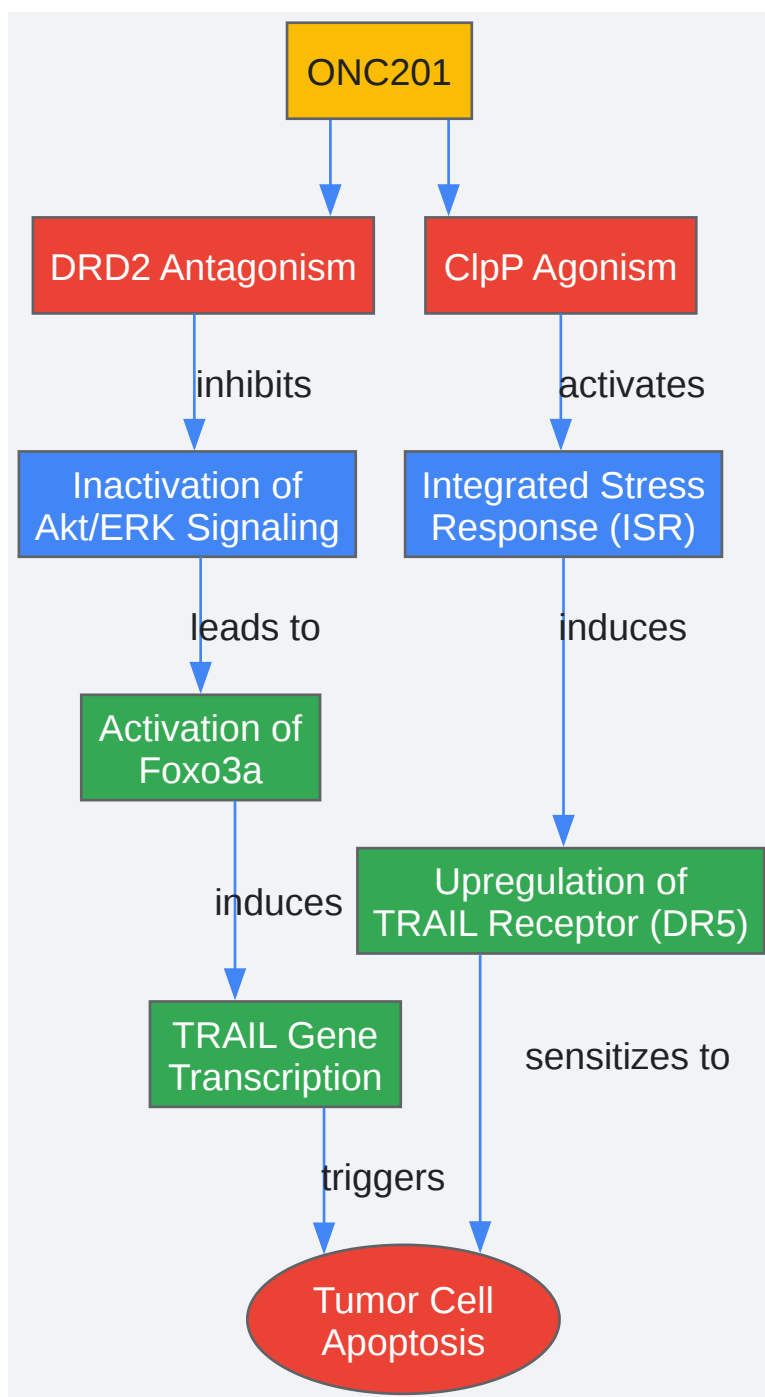 ONC201
DRD2 Antagonism
ClpP Agonism
inhibits
activates
Inactivation of
Akt/ERK Signaling
Integrated Stress
Response (ISR)
leads to
induces
Activation of
Foxo3a
Upregulation of
TRAIL Receptor (DR5)
induces
TRAIL Gene
Transcription
sensitizes to
triggers
Tumor Cell
Apoptosis